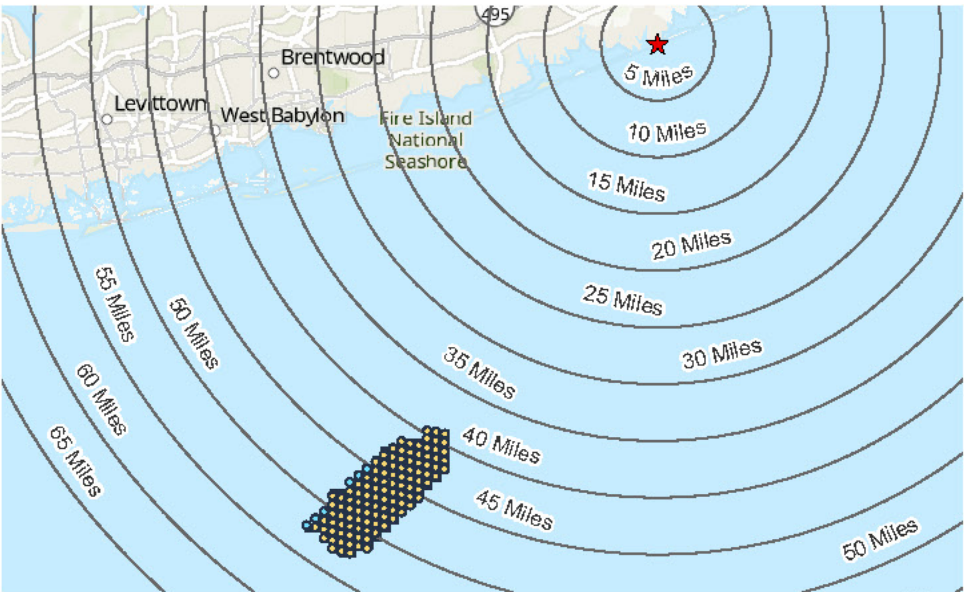 495
Brentwood
5 Miles
Levittown
West Babylon
Fire Island
National
Seashore
10 Miles
15 Miles
20 Miles
25 Miles
55 Miles
50 Miles
30 Miles
35 Miles
60 Miles
40 Miles
65 Miles
45 Miles
50 Miles